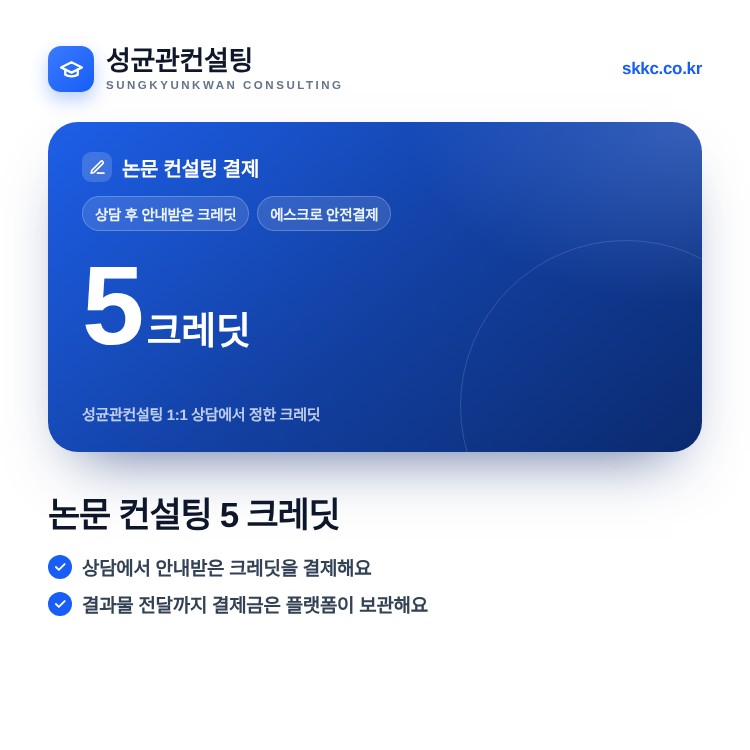 성균관컨설팅
SUNGKYUNKWAN CONSULTING
skkc.co.kr
논문 컨설팅 결제
상담 후 안내받은 크레딧
에스크로 안전결제
5크레딧
성균관컨설팅 1:1 상담에서 정한 크레딧
논문 컨설팅 5 크레딧
상담에서 안내받은 크레딧을 결제해요
결과물 전달까지 결제금은 플랫폼이 보관해요